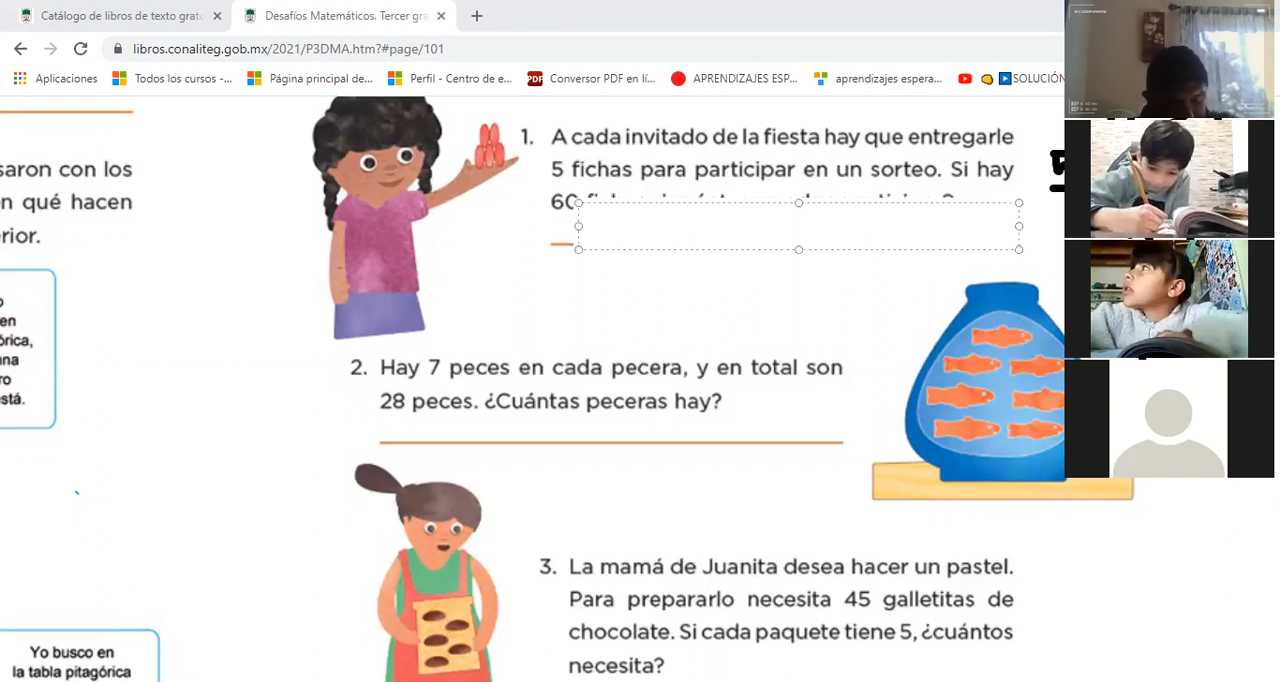 Catálogo de libros de texto gratu
Desafíos Matemáticos. Tercer gra
libros.conaliteg.gob.mx/2021/P3DMA.htm?#page/101
Aplicaciones
Todos los cursos -...
Página principal de...
Perfil - Centro de e...
PDF Conversor PDF en lí...
APRENDIZAJES ESP...
aprendizajes espera...
SOLUCIÓN
saron con los
n qué hacen
rior.
o
en
órica,
na
ro
stá.
1. A cada invitado de la fiesta hay que entregarle
5 fichas para participar en un sorteo. Si hay
60
2. Hay 7 peces en cada pecera, y en total son
28 peces. ¿Cuántas peceras hay?
3. La mamá de Juanita desea hacer un pastel.
Para prepararlo necesita 45 galletitas de
chocolate. Si cada paquete tiene 5, ¿cuántos
necesita?
Yo busco en
la tabla pitagórica